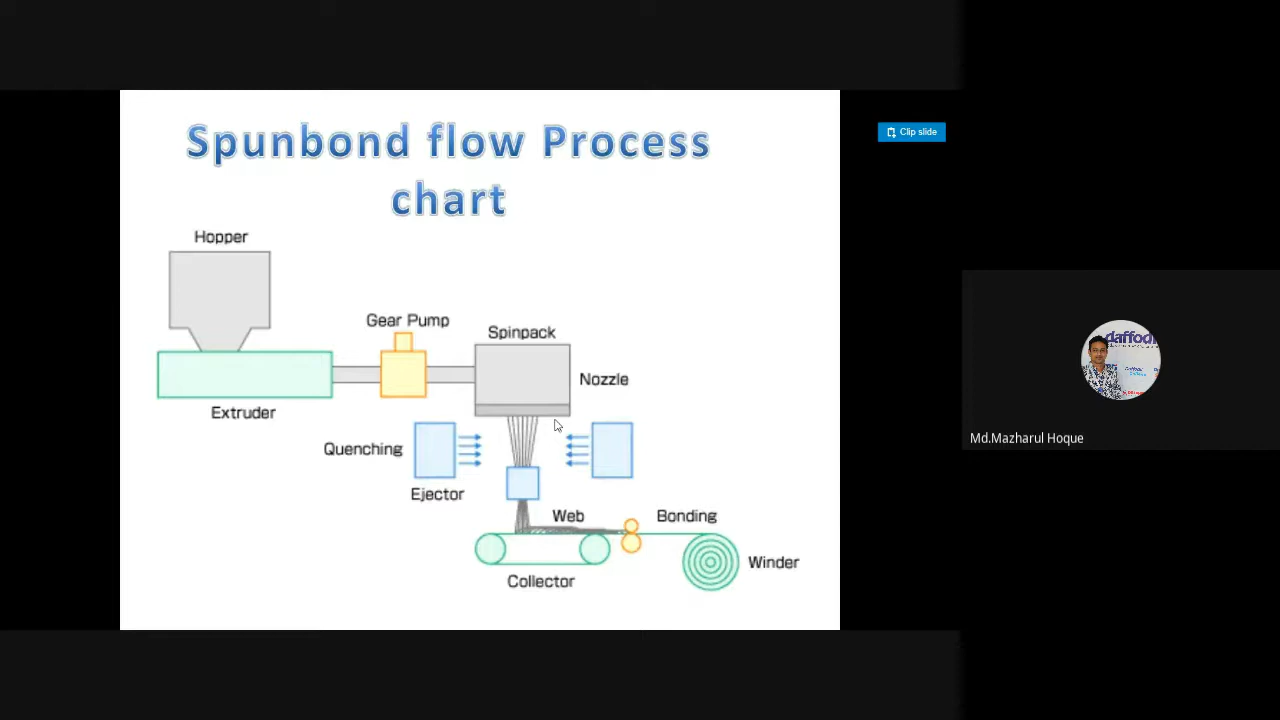 Spunbond flow Process
chart
Clip slide
Hopper
Gear Pump
Spinpack
Nozzle
Extruder
Quenching
Ejector
Web
Bonding
Winder
Collector
daffodil
Md.Mazharul Hoque